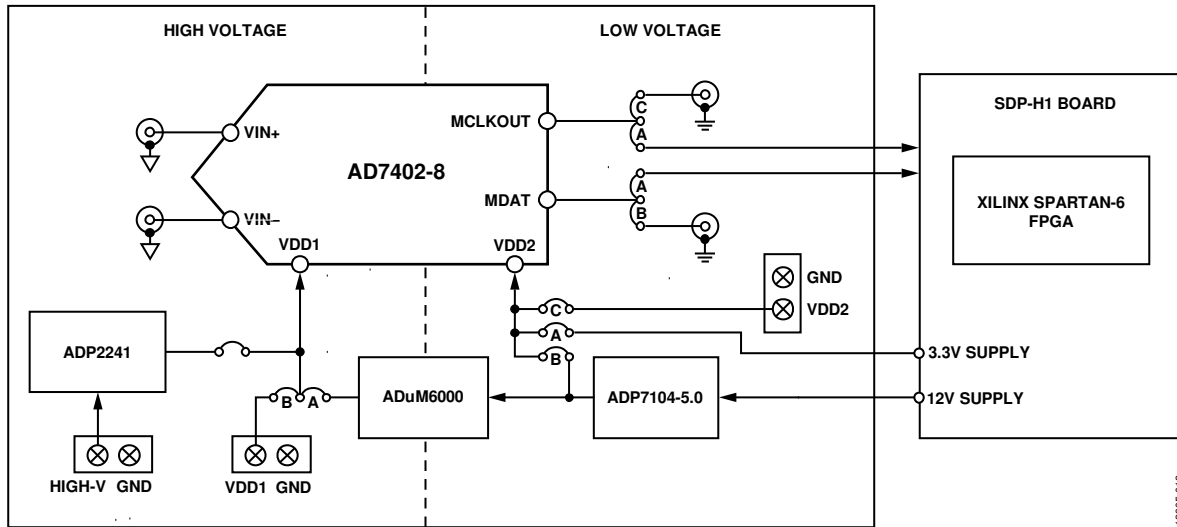 HIGH VOLTAGE
LOW VOLTAGE
VIN+
VIN–
AD7402-8
MCLKOUT
MDAT
VDD1
VDD2
C
A
A
B
SDP-H1 BOARD
XILINX SPARTAN-6
FPGA
GND
VDD2
C
A
B
ADP2241
B
A
ADuM6000
ADP7104-5.0
3.3V SUPPLY
12V SUPPLY
HIGH-V
GND
VDD1
GND